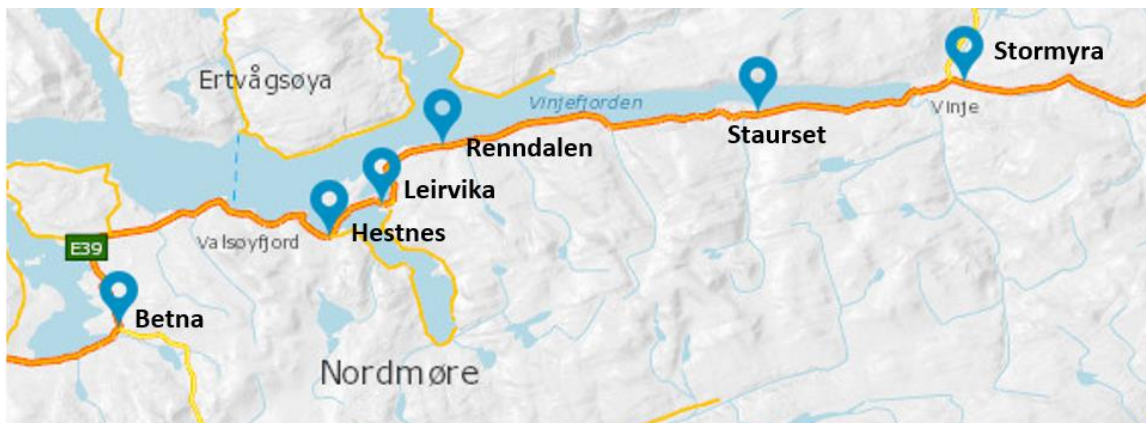 Ertvågsøya
Vinjefjorden
Stormyra
Vinje
Staurset
Renndalen
Leirvika
Hestnes
Valsøyfjord
E39
Betna
Nordmøre